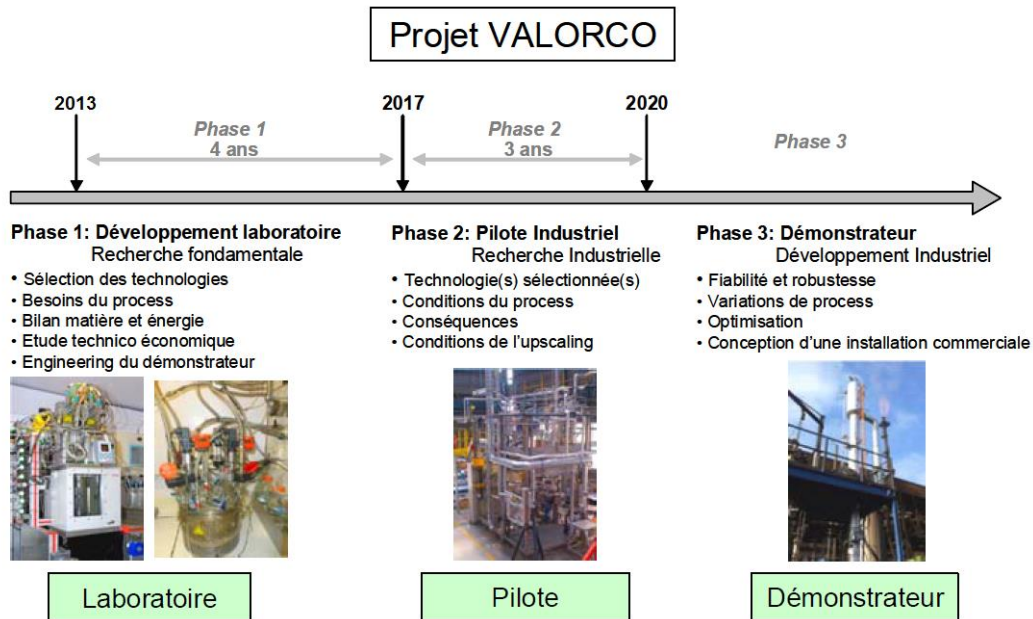 Projet VALORCO
2013
2017
2020
Phase 1
4 ans
Phase 2
3 ans
Phase 3
Phase 1: Développement laboratoire
Recherche fondamentale
• Sélection des technologies
• Besoins du process
• Bilan matière et énergie
• Etude technico économique
• Engineering du démonstrateur
Phase 2: Pilote Industriel
Recherche Industrielle
• Technologie(s) sélectionnée(s)
• Conditions du process
• Conséquences
• Conditions de l'upscaling
Phase 3: Démonstrateur
Développement Industriel
• Fiabilité et robustesse
• Variations de process
• Optimisation
• Conception d'une installation commerciale
Laboratoire
Pilote
Démonstrateur